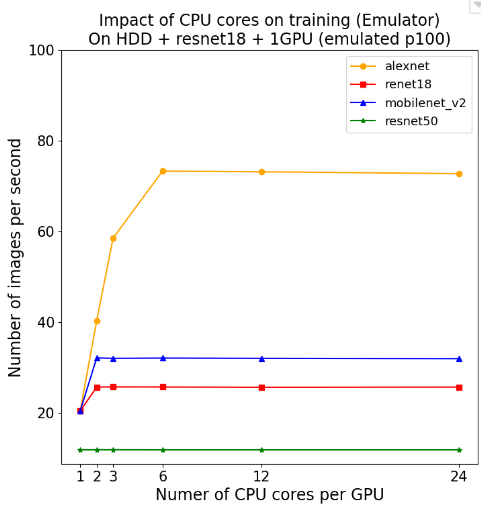 Impact of CPU cores on training (Emulator)
On HDD + resnet18 + 1GPU (emulated p100)
100
80
60
40
20
Number of images per second
alexnet
renet18
mobilenet_v2
resnet50
1 2 3 6 12 24
Numer of CPU cores per GPU